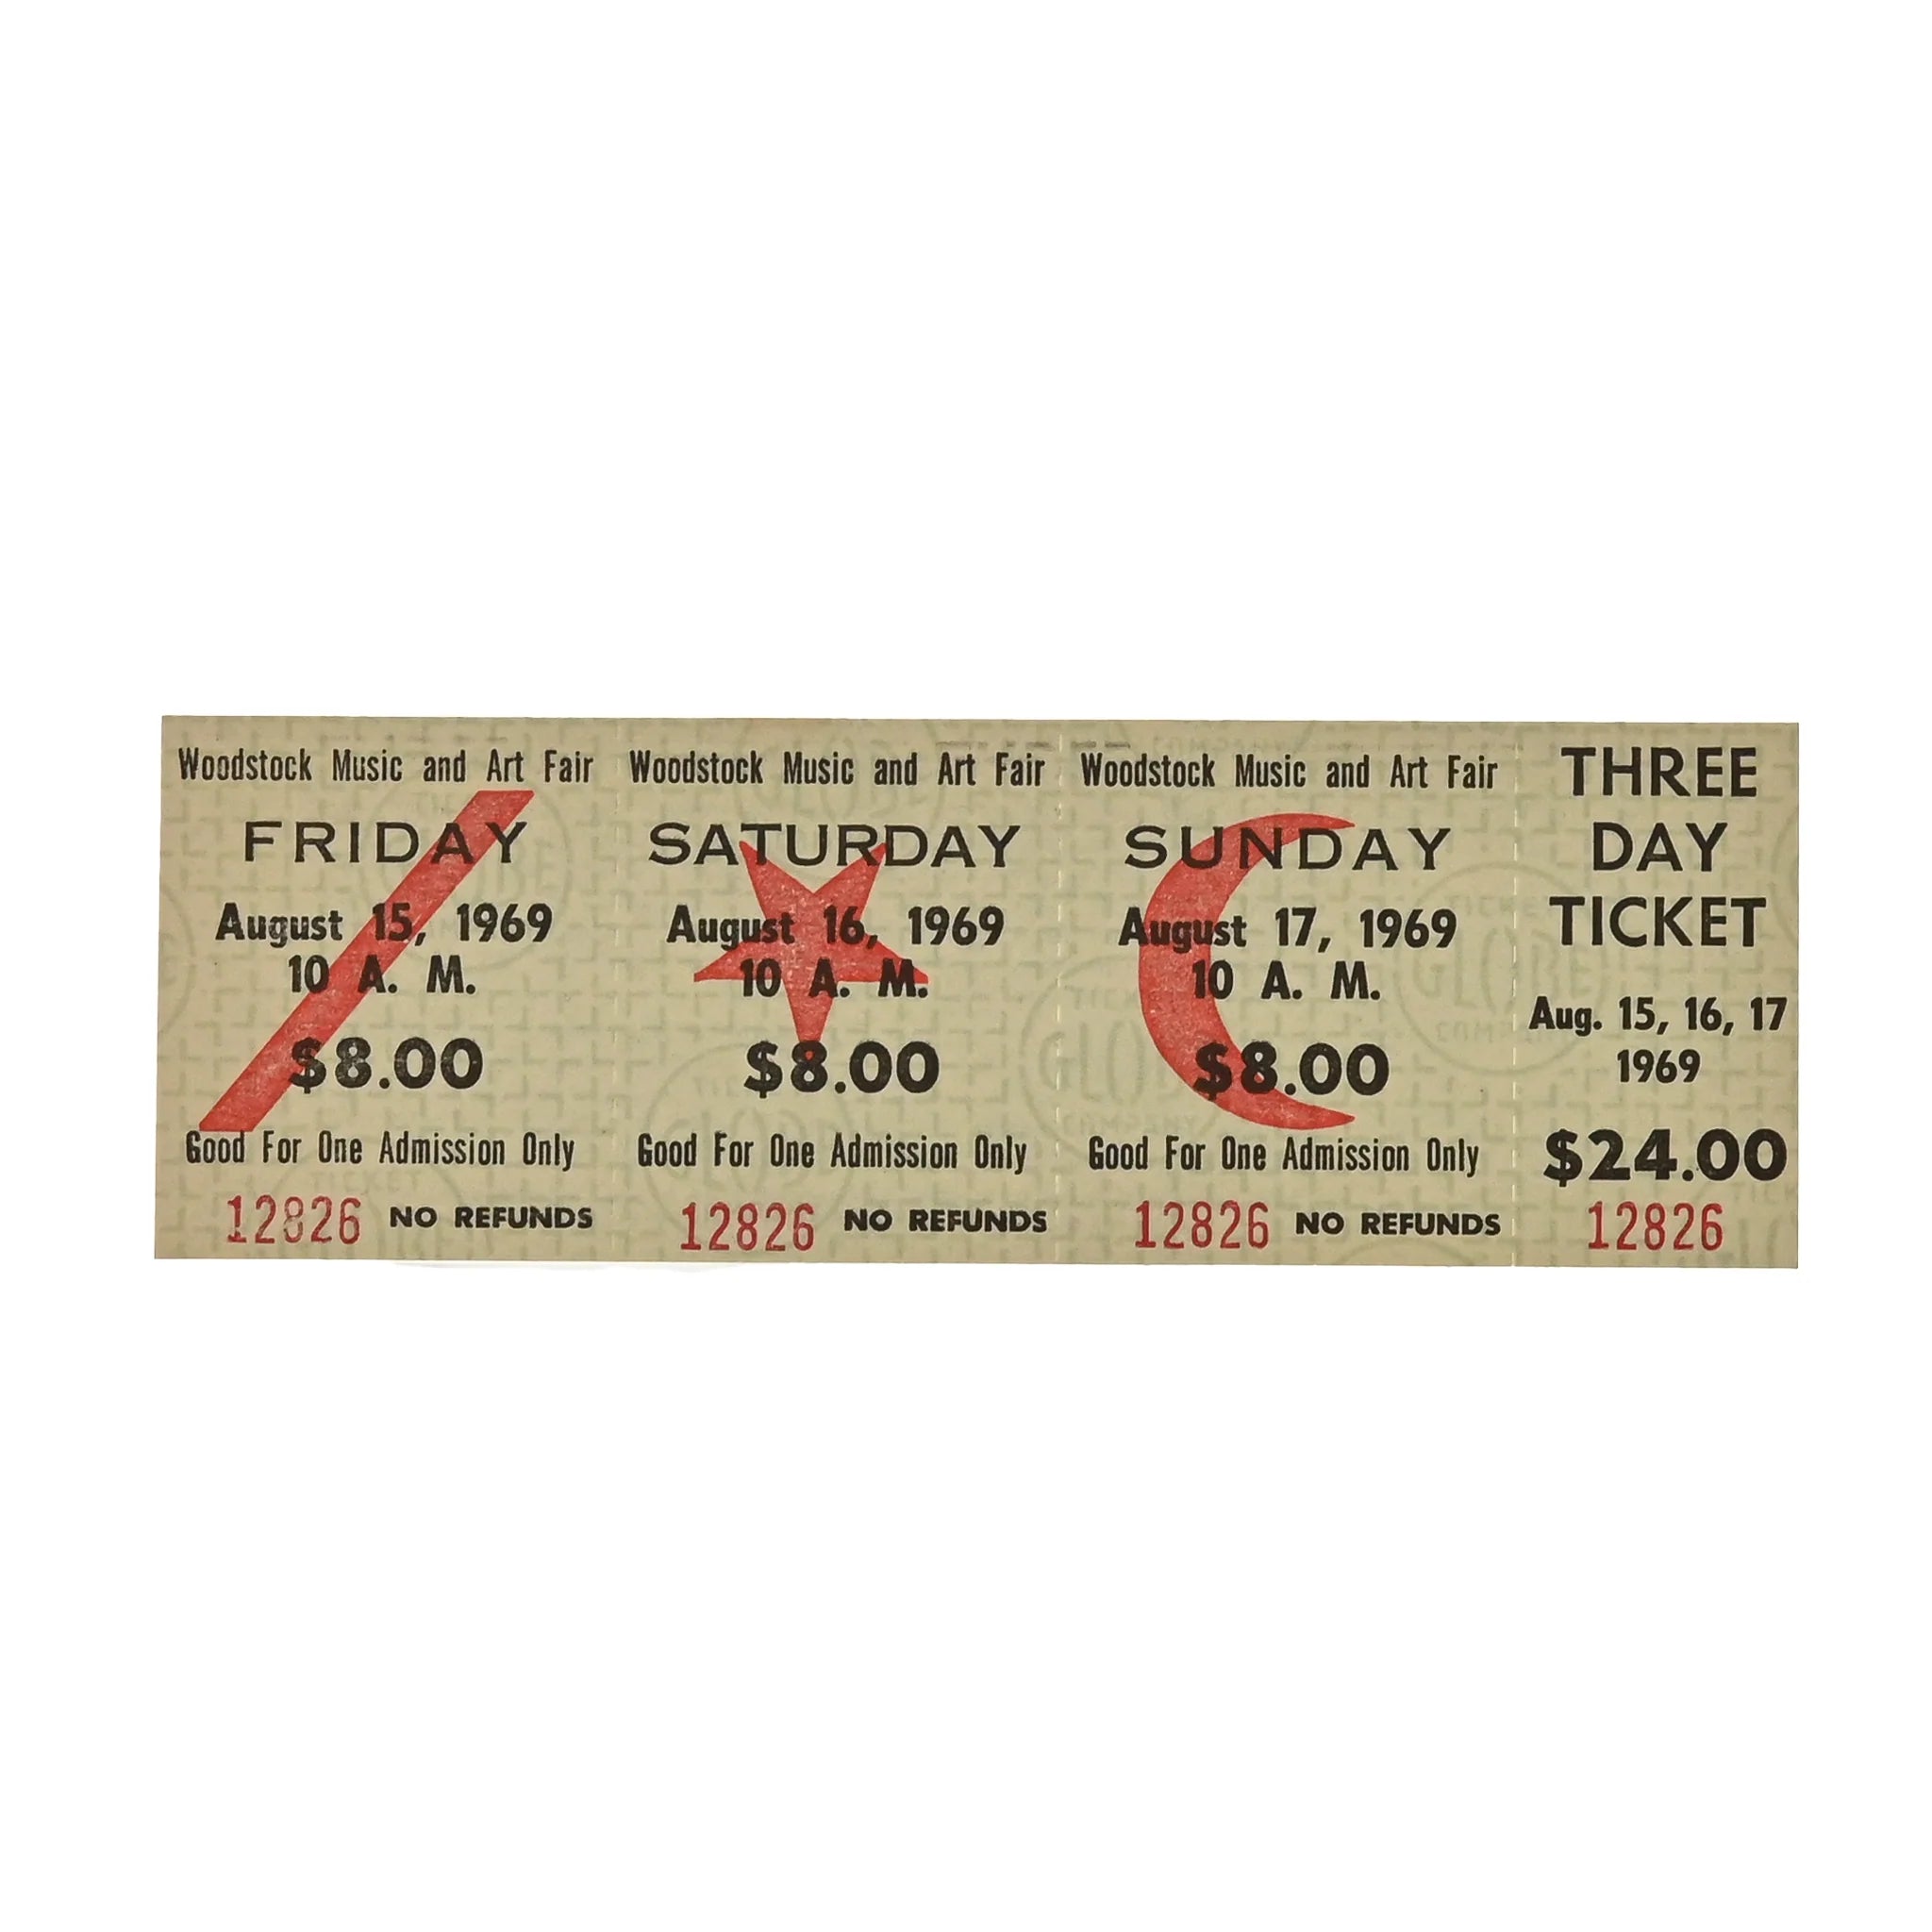 Woodstock Music and Art Fair
FRIDAY
August 15, 1969
10 A. M.
$8.00
Good For One Admission Only
12826 NO REFUNDS
Woodstock Music and Art Fair
SATURDAY
August 16, 1969
10 A. M.
$8.00
Good For One Admission Only
12826 NO REFUNDS
Woodstock Music and Art Fair
SUNDAY
August 17, 1969
10 A. M.
$8.00
Good For One Admission Only
12826 NO REFUNDS
THREE
DAY
TICKET
Aug. 15, 16, 17
1969
$24.00
12826